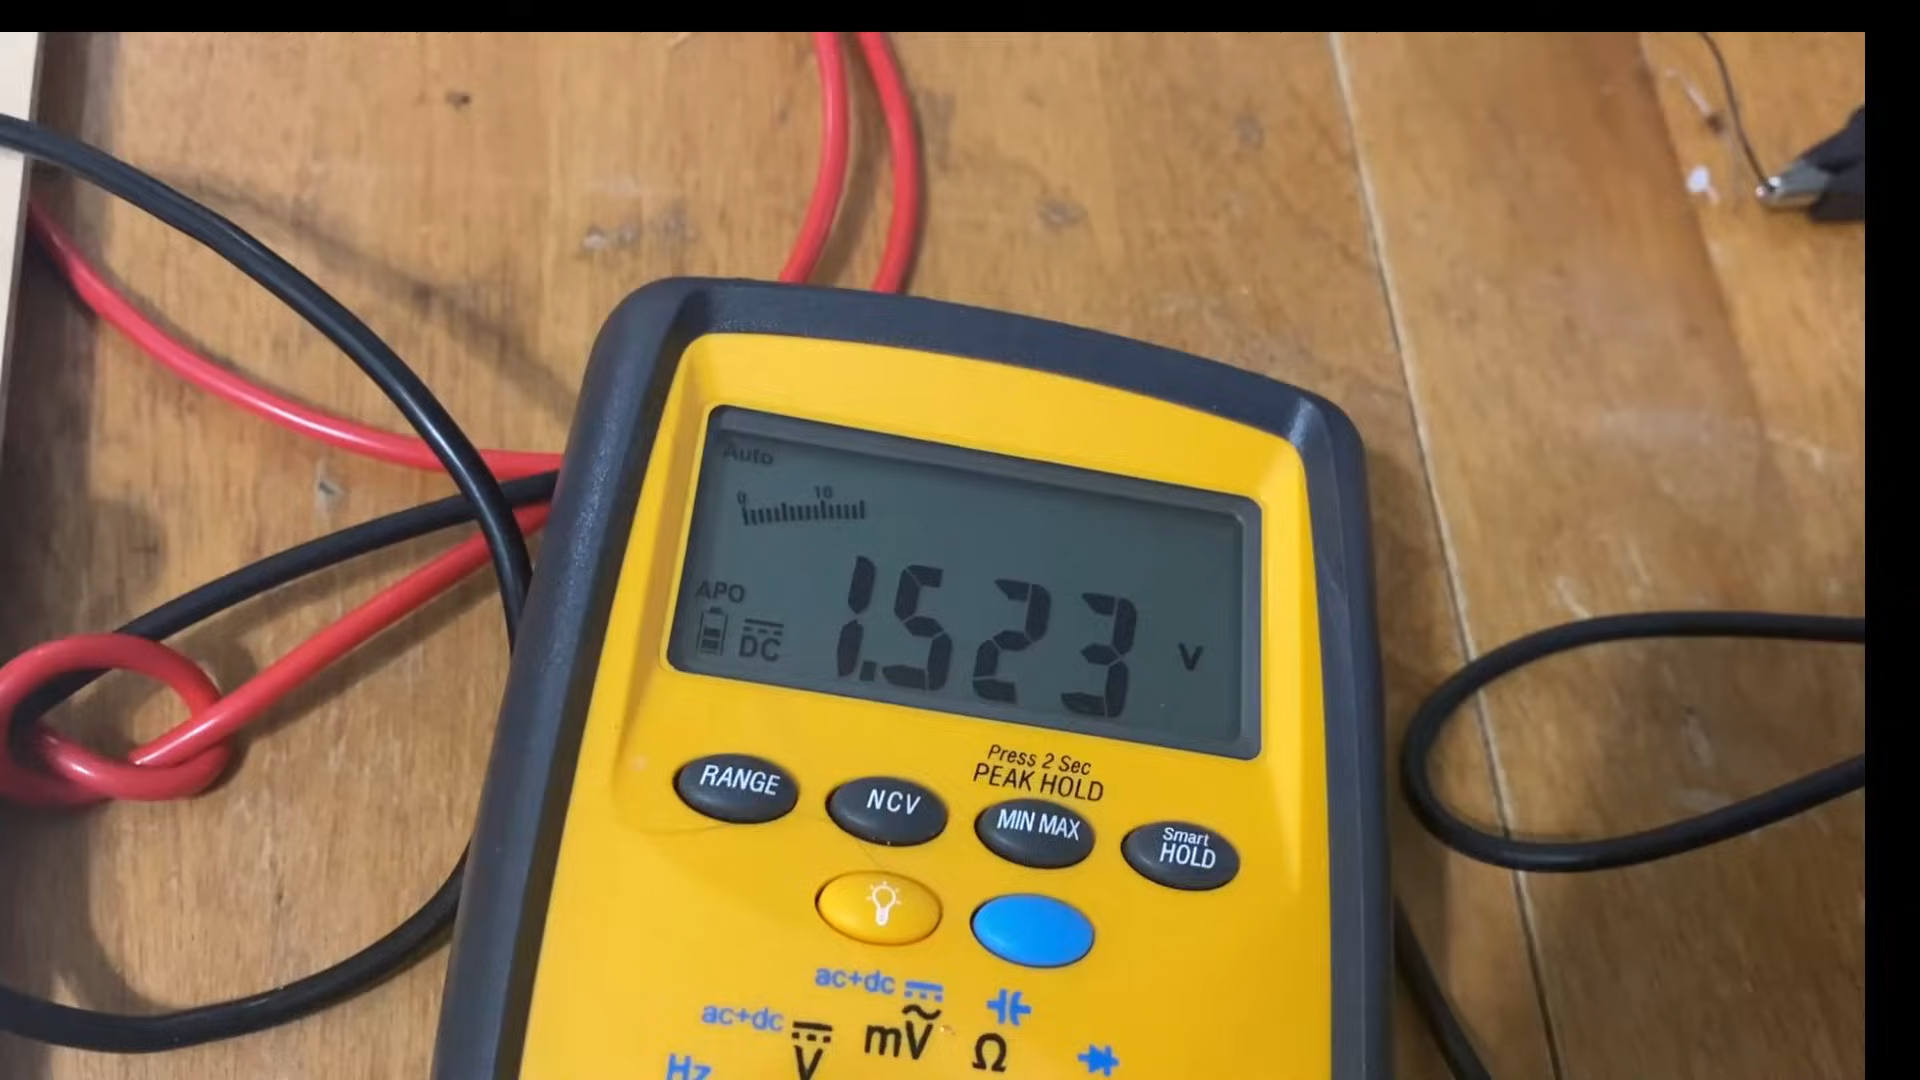 Auto
0 10
APO
DC 1.523 V
Press 2 Sec
PEAK HOLD
RANGE NCV MIN MAX Smart HOLD
ac+dc
ac+dc
Hz V mV Ω